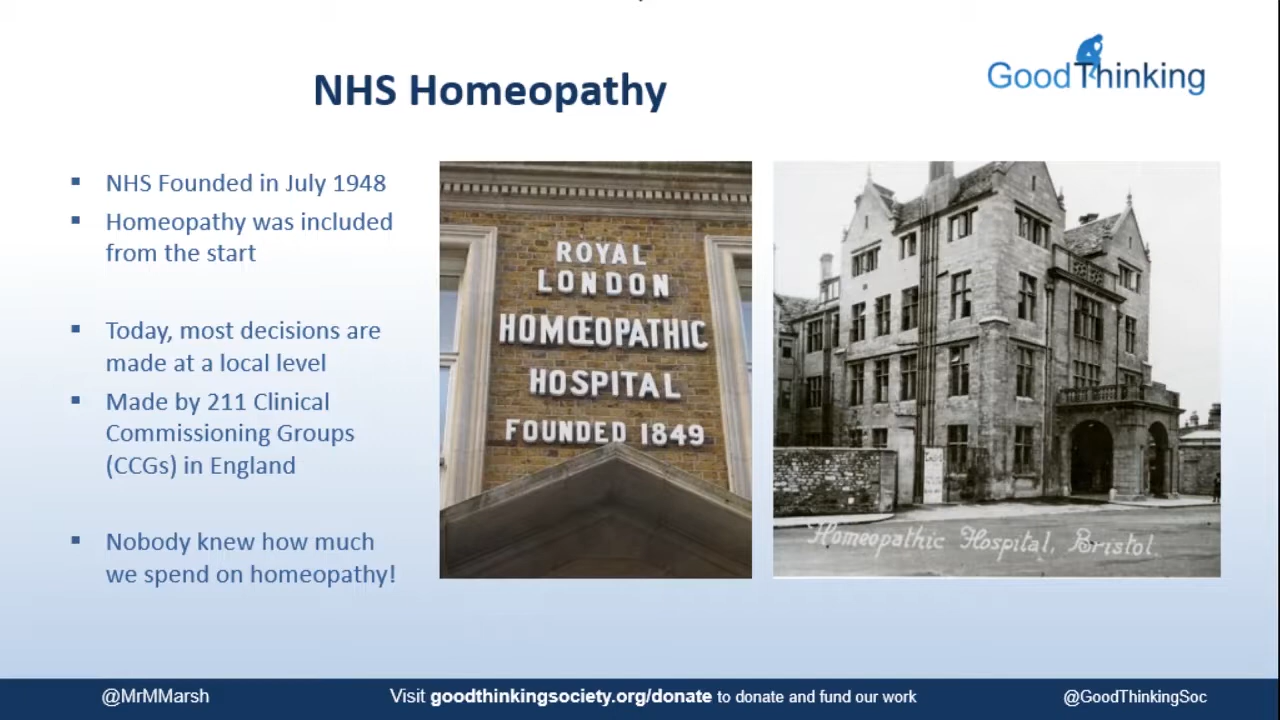 NHS Homeopathy
GoodThinking
▪ NHS Founded in July 1948
▪ Homeopathy was included
from the start
▪ Today, most decisions are
made at a local level
▪ Made by 211 Clinical
Commissioning Groups
(CCGs) in England
▪ Nobody knew how much
we spend on homeopathy!
ROYAL
LONDON
HOMŒOPATHIC
HOSPITAL
FOUNDED 1849
Homeopathic Hospital, Bristol.
@MrMMarsh
Visit goodthinkingsociety.org/donate to donate and fund our work
@GoodThinkingSoc